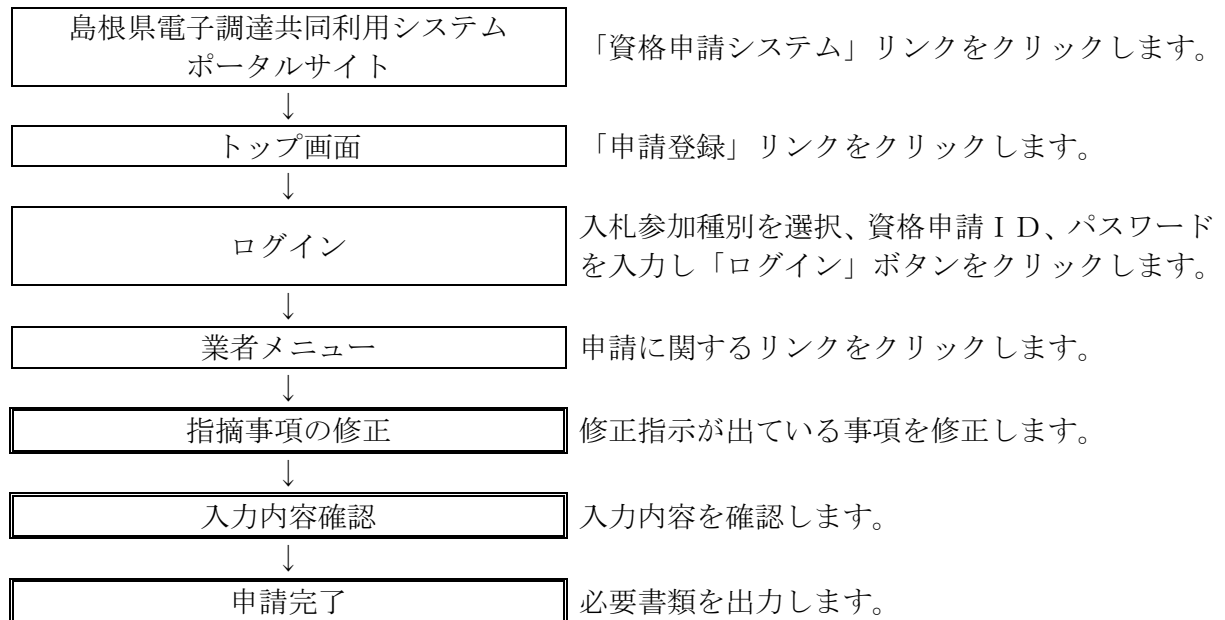 島根県電子調達共同利用システム
ポータルサイト
「資格申請システム」リンクをクリックします。
↓
トップ画面
「申請登録」リンクをクリックします。
↓
ログイン
入札参加種別を選択、資格申請ＩＤ、パスワード
を入力し「ログイン」ボタンをクリックします。
↓
業者メニュー
申請に関するリンクをクリックします。
↓
指摘事項の修正
修正指示が出ている事項を修正します。
↓
入力内容確認
入力内容を確認します。
↓
申請完了
必要書類を出力します。